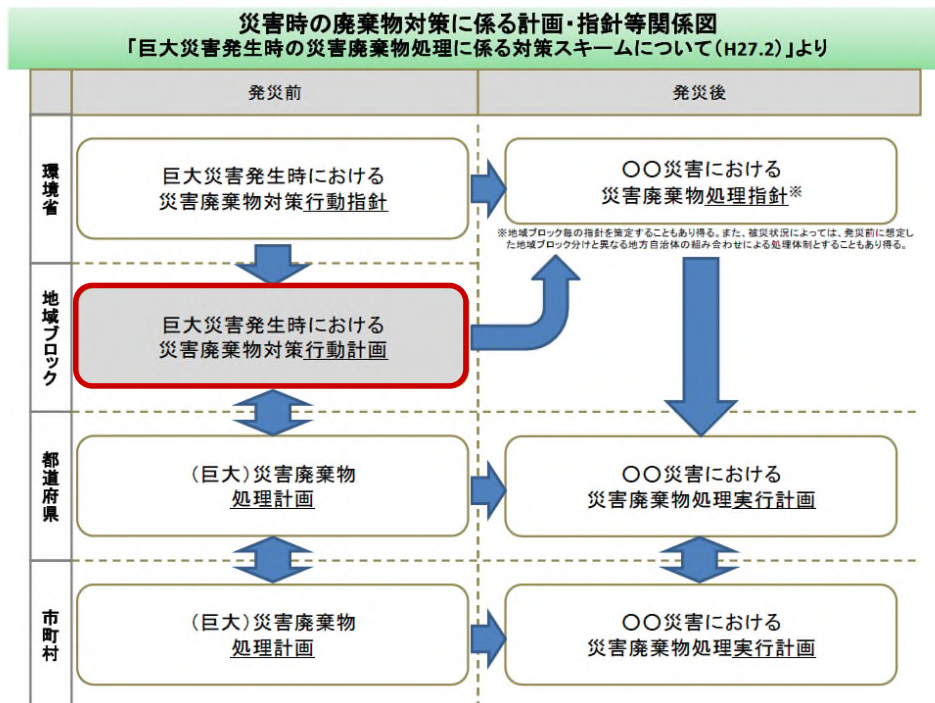 災害時の廃棄物対策に係る計画・指針等関係図
「巨大災害発生時の災害廃棄物処理に係る対策スキームについて(H27.2)」より
発災前
発災後
環境省
巨大災害発生時における
災害廃棄物対策行動指針
〇〇災害における
災害廃棄物処理指針※
※地域ブロック毎の指針を策定することもあり得る。また、被災状況によっては、発災前に想定し
た地域ブロック分けと異なる地方自治体の組み合わせによる処理体制とすることもあり得る。
地域ブロック
巨大災害発生時における
災害廃棄物対策行動計画
都道府県
(巨大)災害廃棄物
処理計画
〇〇災害における
災害廃棄物処理実行計画
市町村
(巨大)災害廃棄物
処理計画
〇〇災害における
災害廃棄物処理実行計画